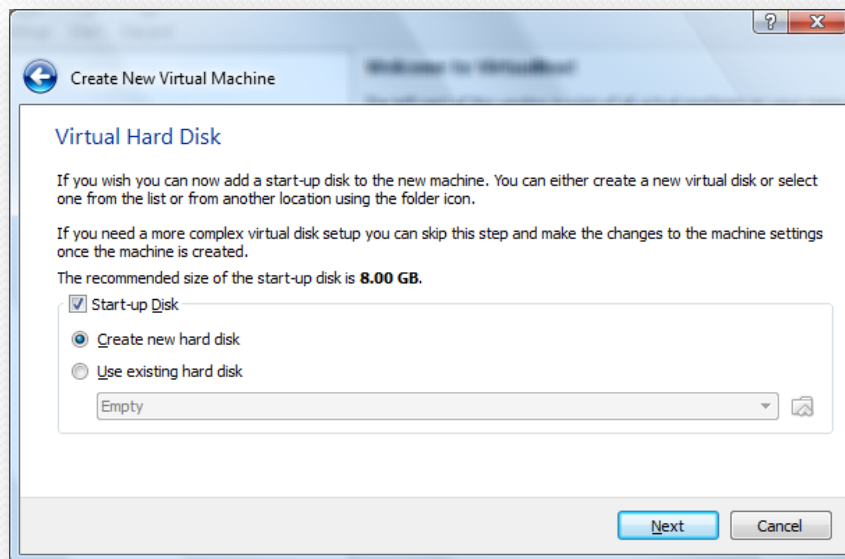 ?
Create New Virtual Machine
Virtual Hard Disk
If you wish you can now add a start-up disk to the new machine. You can either create a new virtual disk or select
one from the list or from another location using the folder icon.
If you need a more complex virtual disk setup you can skip this step and make the changes to the machine settings
once the machine is created.
The recommended size of the start-up disk is 8.00 GB.
Start-up Disk
Create new hard disk
Use existing hard disk
Empty
Next Cancel